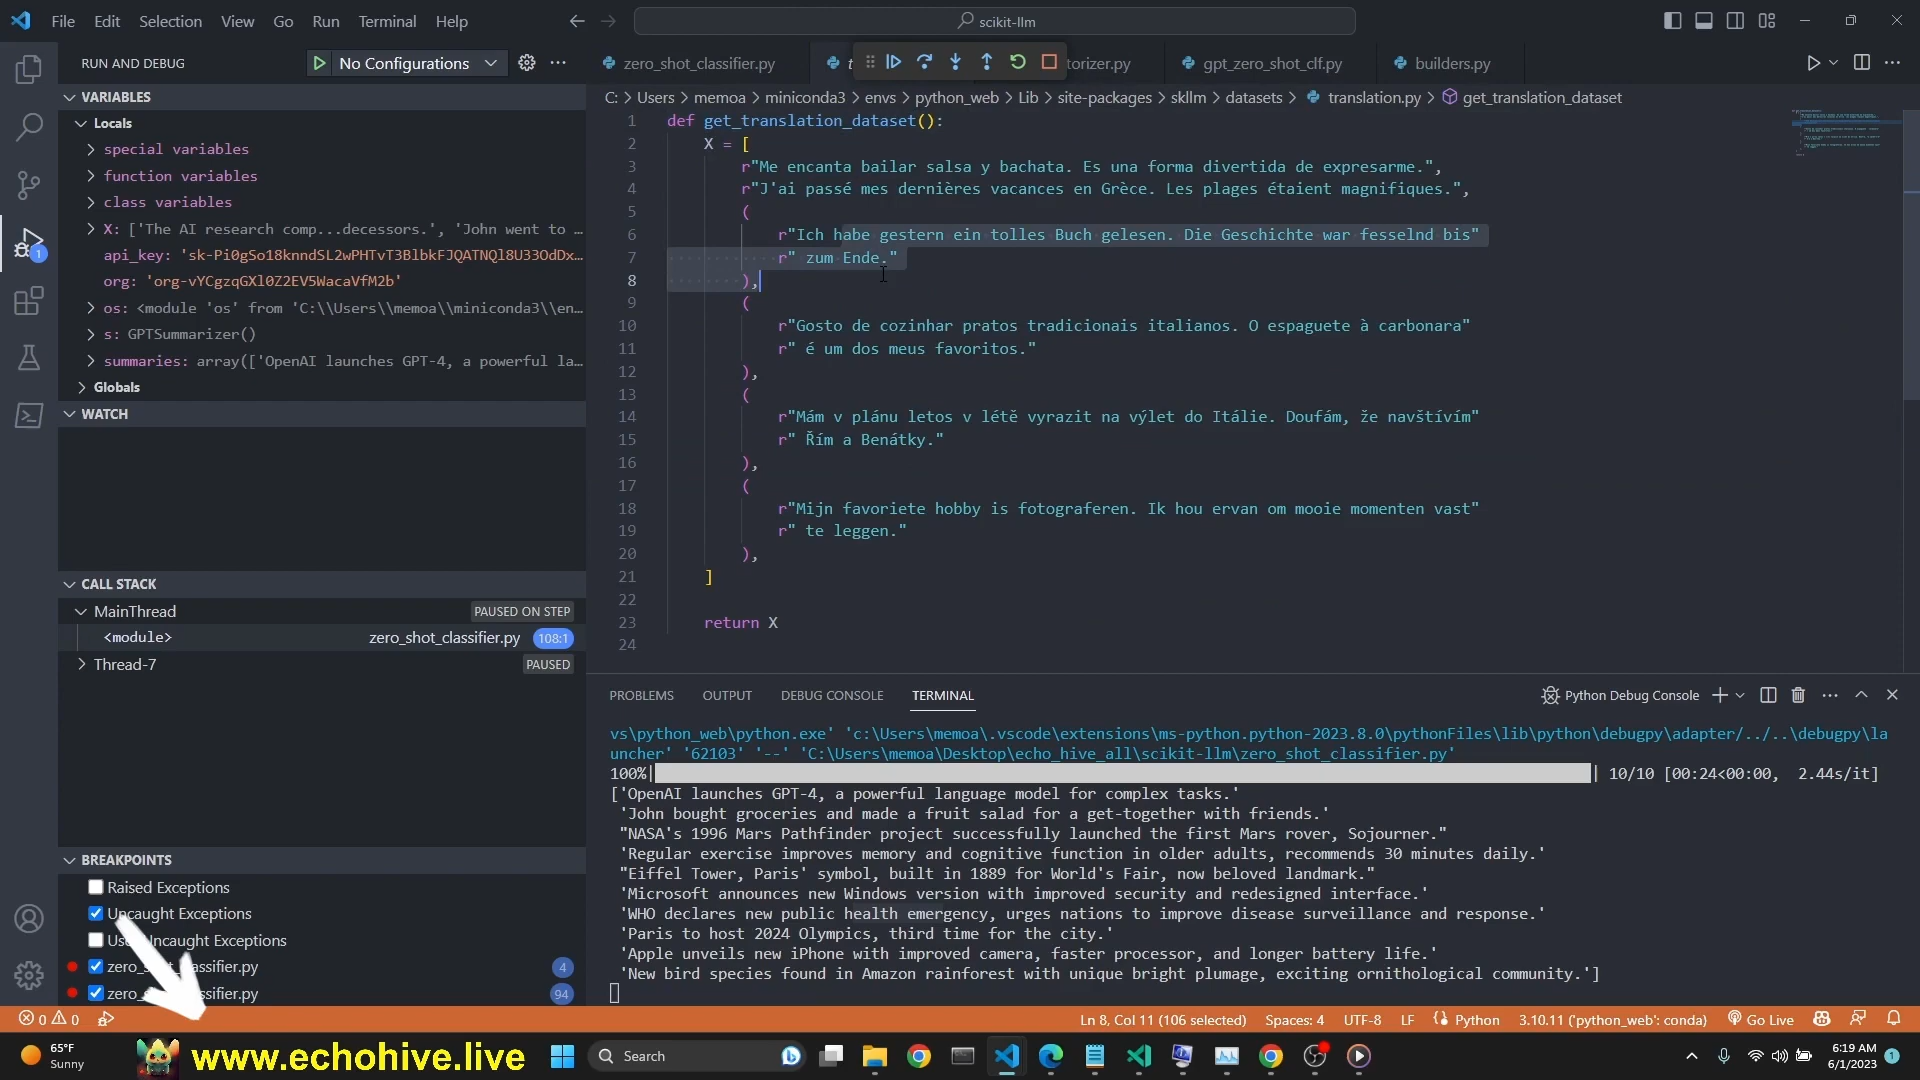 File Edit Selection View Go Run Terminal Help
scikit-llm
RUN AND DEBUG
No Configurations
zero_shot_classifier.py
torizer.py
gpt_zero_shot_clf.py
builders.py
VARIABLES
Locals
special variables
function variables
class variables
X: ['The AI research comp...decessors.', 'John went to ...
org: 'org-vYCgzqGXl0Z2EV5WacaVfM2b'
os: <module 'os' from 'C:\\Users\\memoa\\miniconda3\\en...
s: GPTSummarizer()
summaries: array(['OpenAI launches GPT-4, a powerful la...
Globals
WATCH
CALL STACK
MainThread PAUSED ON STEP
<module> zero_shot_classifier.py 108:1
Thread-7 PAUSED
BREAKPOINTS
Raised Exceptions
Uncaught Exceptions
Uncaught Exceptions
sifier.py 4
sifier.py 94
C: > Users > memoa > miniconda3 > envs > python_web > Lib > site-packages > skllm > datasets > translation.py > get_translation_dataset
1 def get_translation_dataset():
2 X = [
3 r"Me encanta bailar salsa y bachata. Es una forma divertida de expresarme.",
4 r"J'ai passé mes dernières vacances en Grèce. Les plages étaient magnifiques.",
5 (
6 r"Ich habe gestern ein tolles Buch gelesen. Die Geschichte war fesselnd bis"
7 r" zum Ende."
8 ),
9 (
10 r"Gosto de cozinhar pratos tradicionais italianos. O espaguete à carbonara"
11 r" é um dos meus favoritos."
12 ),
13 (
14 r"Mám v plánu letos v létě vyrazit na výlet do Itálie. Doufám, že navštívím"
15 r" Řím a Benátky."
16 ),
17 (
18 r"Mijn favoriete hobby is fotograferen. Ik hou ervan om mooie momenten vast"
19 r" te leggen."
20 ),
21 ]
22
23 return X
24
PROBLEMS OUTPUT DEBUG CONSOLE TERMINAL
Python Debug Console
vs\python_web\python.exe' 'c:\Users\memoa\.vscode\extensions\ms-python.python-2023.8.0\pythonFiles\lib\python\debugpy\adapter/../..\debugpy\la
uncher' '62103' '--' 'C:\Users\memoa\Desktop\echo_hive_all\scikit-llm\zero_shot_classifier.py'
100%| | 10/10 [00:24<00:00, 2.44s/it]
['OpenAI launches GPT-4, a powerful language model for complex tasks.'
'John bought groceries and made a fruit salad for a get-together with friends.'
"NASA's 1996 Mars Pathfinder project successfully launched the first Mars rover, Sojourner."
'Regular exercise improves memory and cognitive function in older adults, recommends 30 minutes daily.'
"Eiffel Tower, Paris' symbol, built in 1889 for World's Fair, now beloved landmark."
'Microsoft announces new Windows version with improved security and redesigned interface.'
'WHO declares new public health emergency, urges nations to improve disease surveillance and response.'
'Paris to host 2024 Olympics, third time for the city.'
'Apple unveils new iPhone with improved camera, faster processor, and longer battery life.'
'New bird species found in Amazon rainforest with unique bright plumage, exciting ornithological community.']
0 0
Ln 8, Col 11 (106 selected) Spaces: 4 UTF-8 LF Python 3.10.11 ('python_web': conda) Go Live
65°F
Sunny
www.echohive.live
Search
6:19 AM
6/1/2023
1